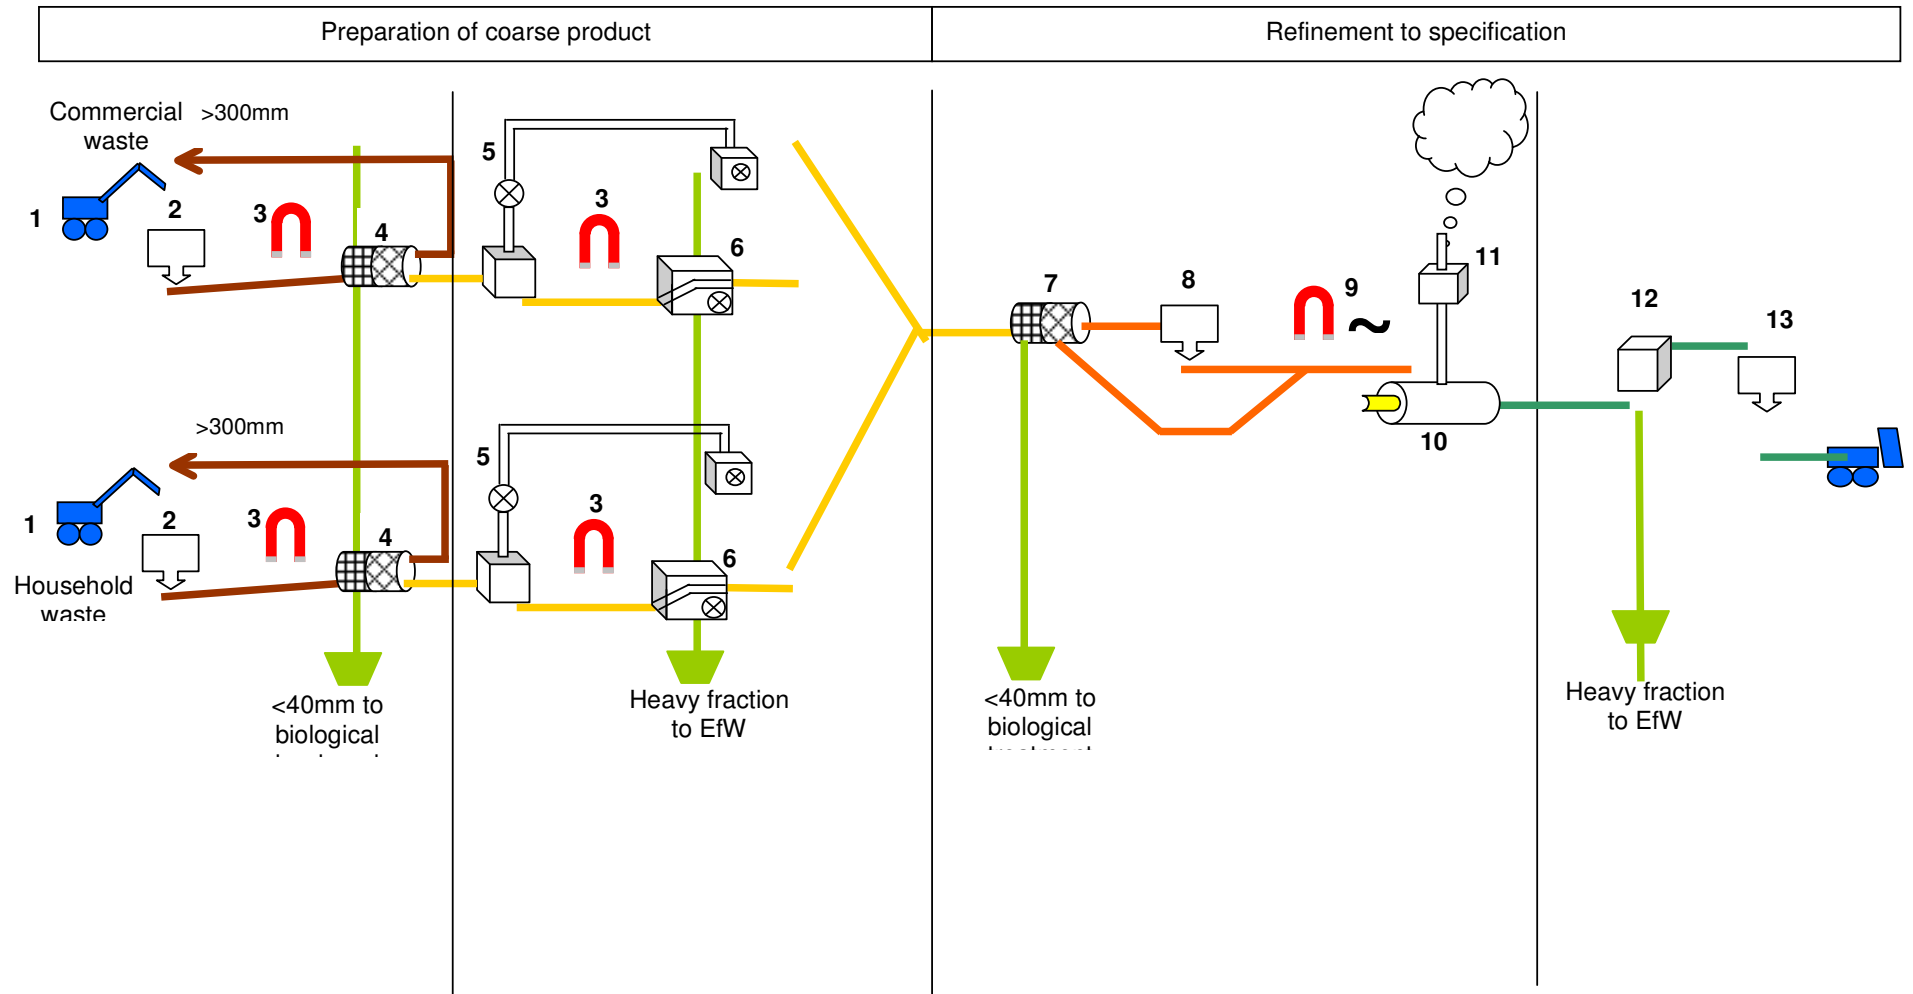 Preparation of coarse product
Refinement to specification
Commercial
waste
>300mm
1
2
3
4
5
3
6
>300mm
1
2
3
4
5
3
6
Household
waste
<40mm to
biological
Heavy fraction
to EfW
7
8
9
10
11
<40mm to
biological
12
13
Heavy fraction
to EfW